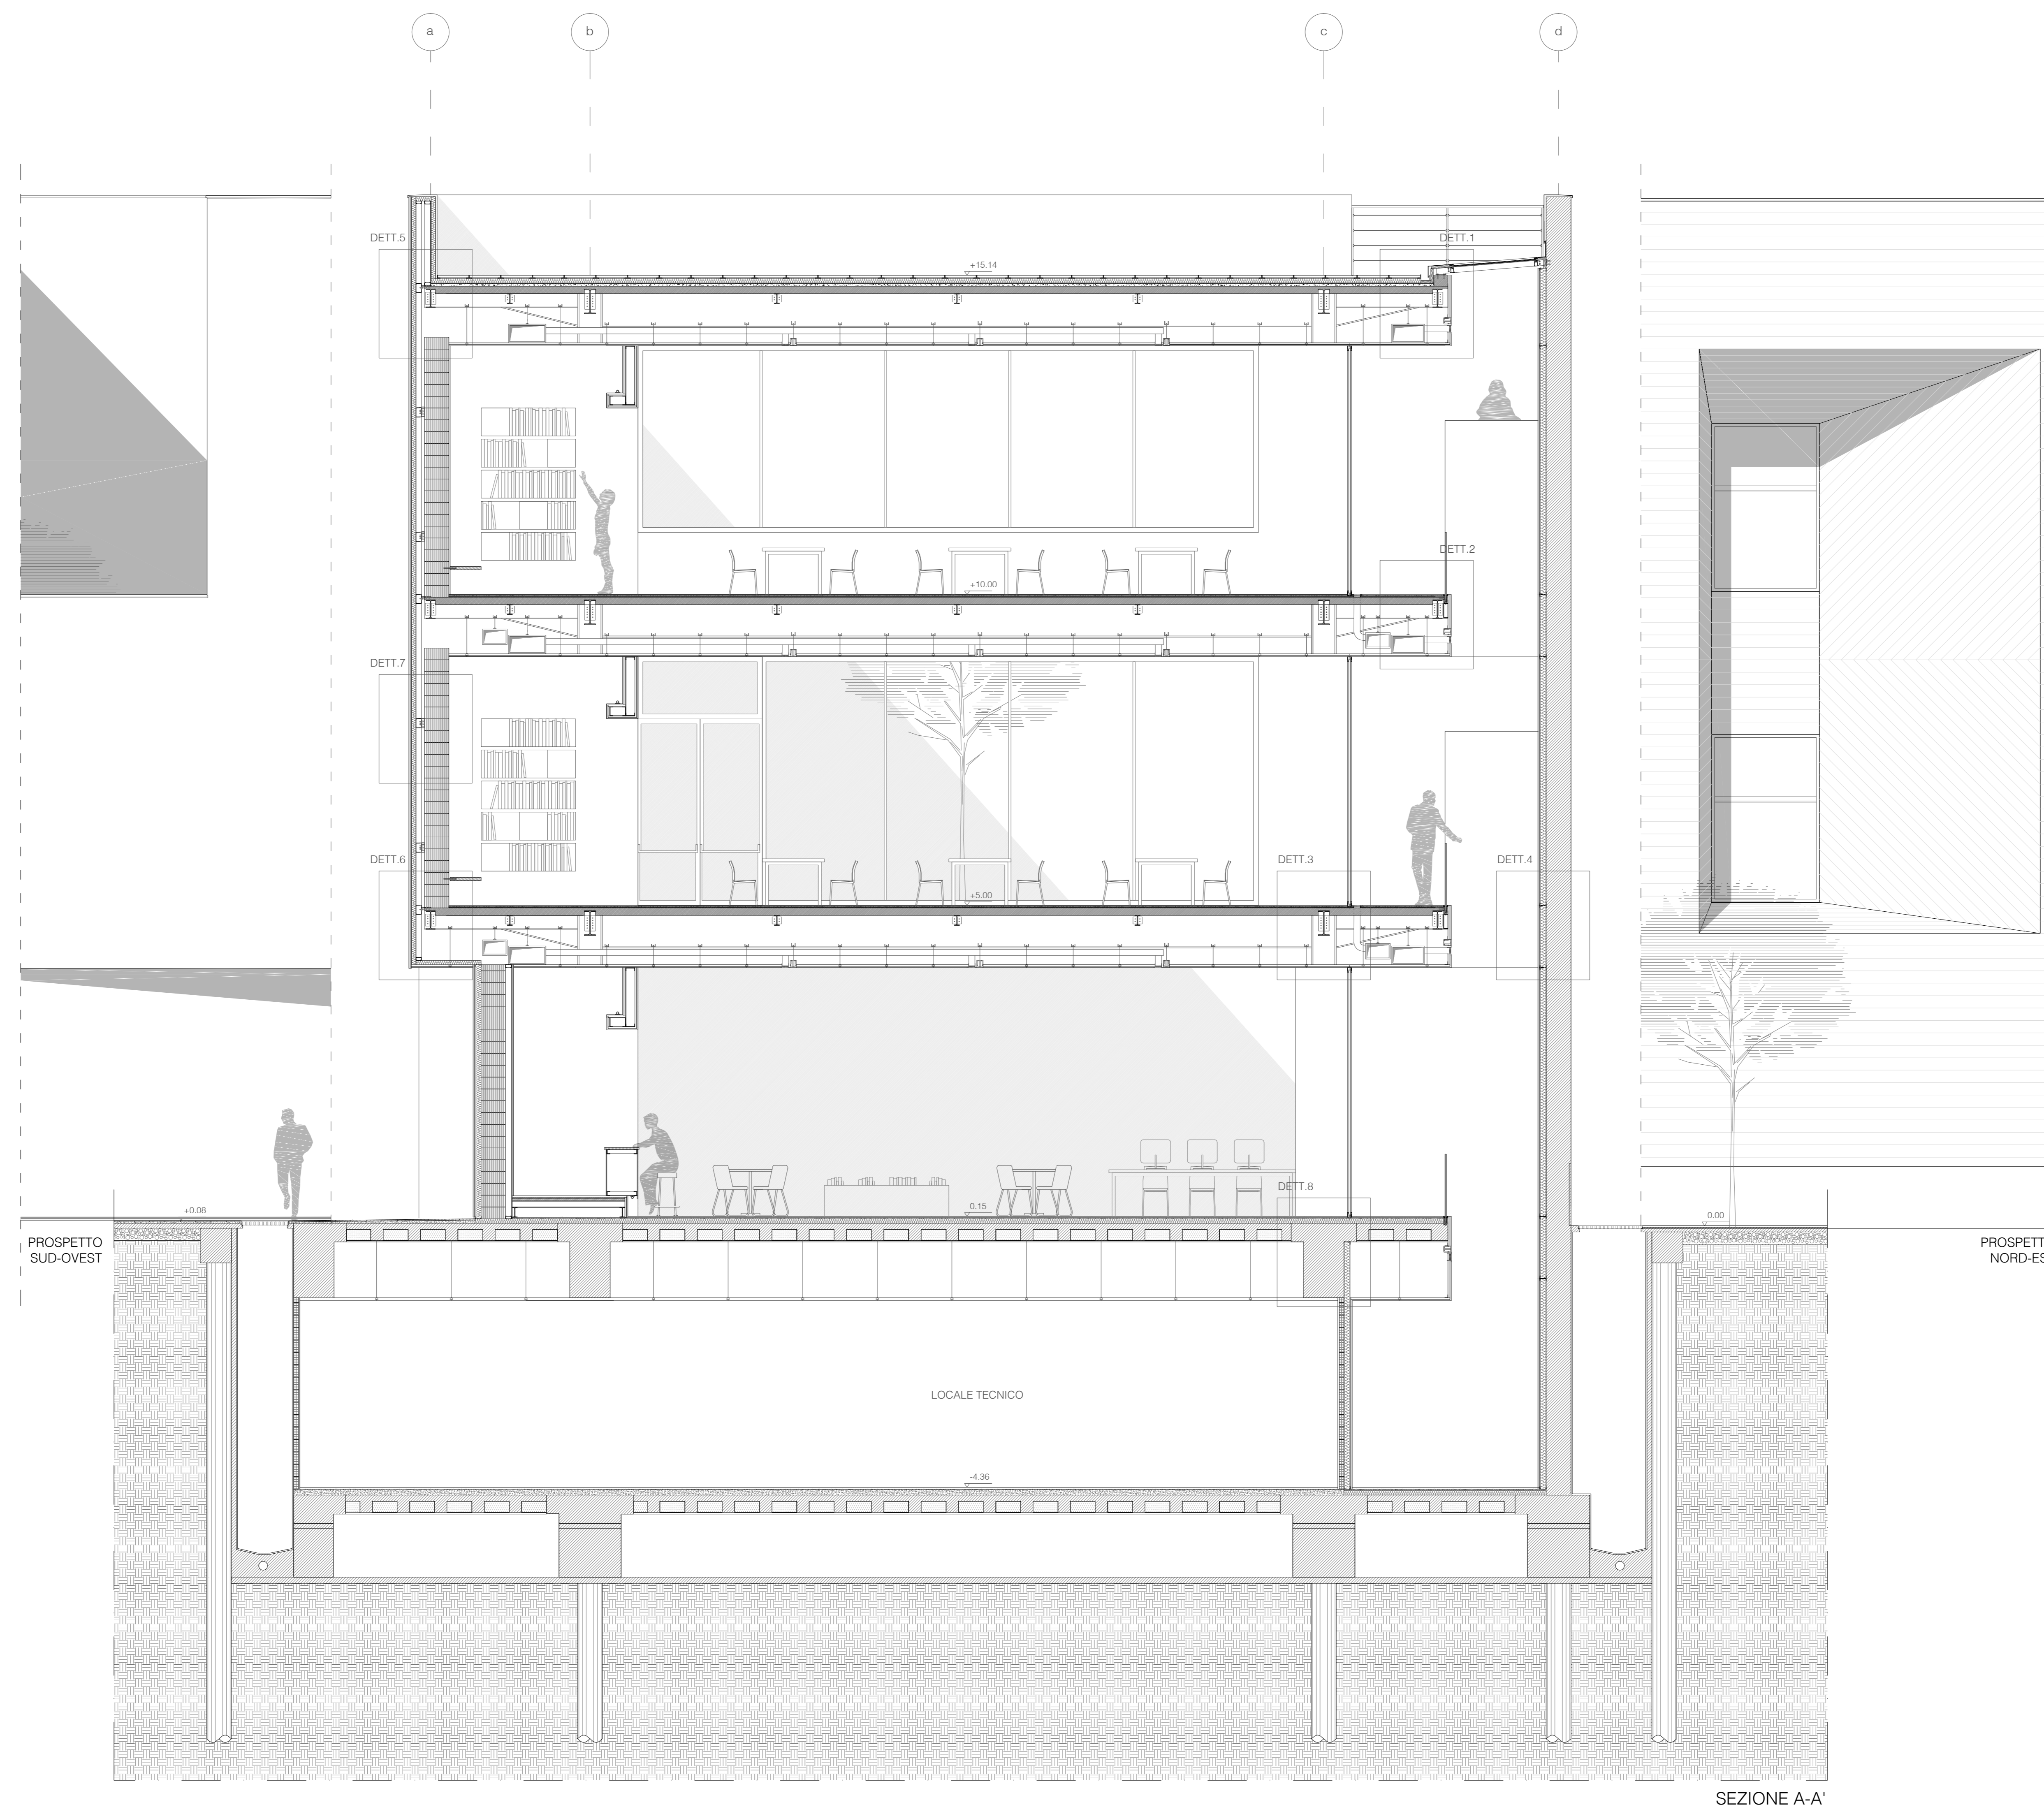 a
b
c
d
DETT.5
DETT.1
+15.14
DETT.2
+10.00
DETT.7
DETT.6
DETT.3
DETT.4
+5.00
DETT.8
+0.08
0.15
0.00
PROSPETTO
SUD-OVEST
PROSPETT
NORD-ES
LOCALE TECNICO
-4.36
SEZIONE A-A'